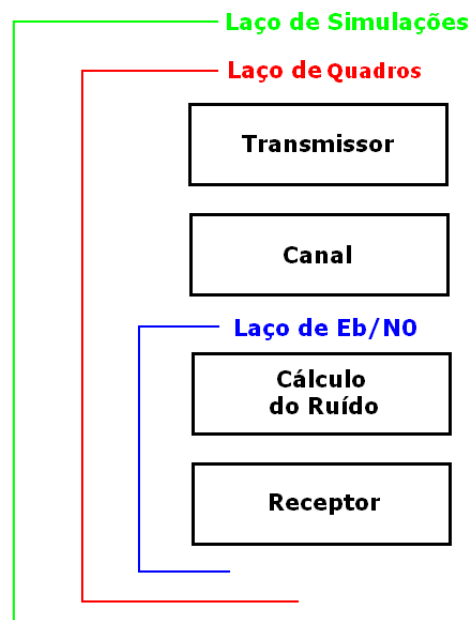 Laço de Simulações
Laço de Quadros
Transmissor
Canal
Laço de Eb/N0
Cálculo
do Ruído
Receptor